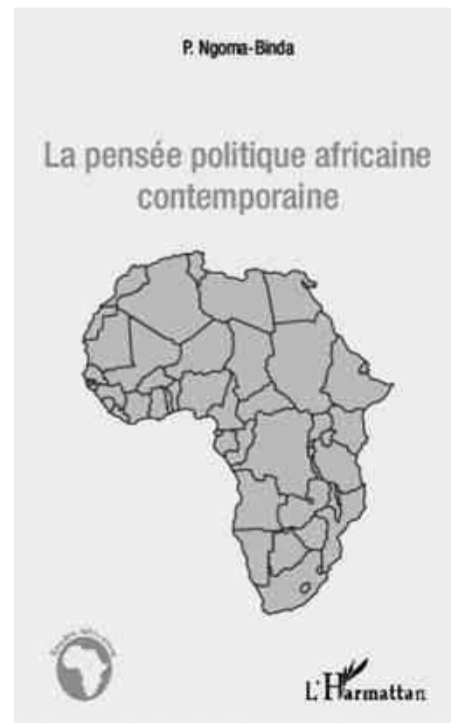 P. Ngoma-Binda
La pensée politique africaine
contemporaine
L'Harmattan